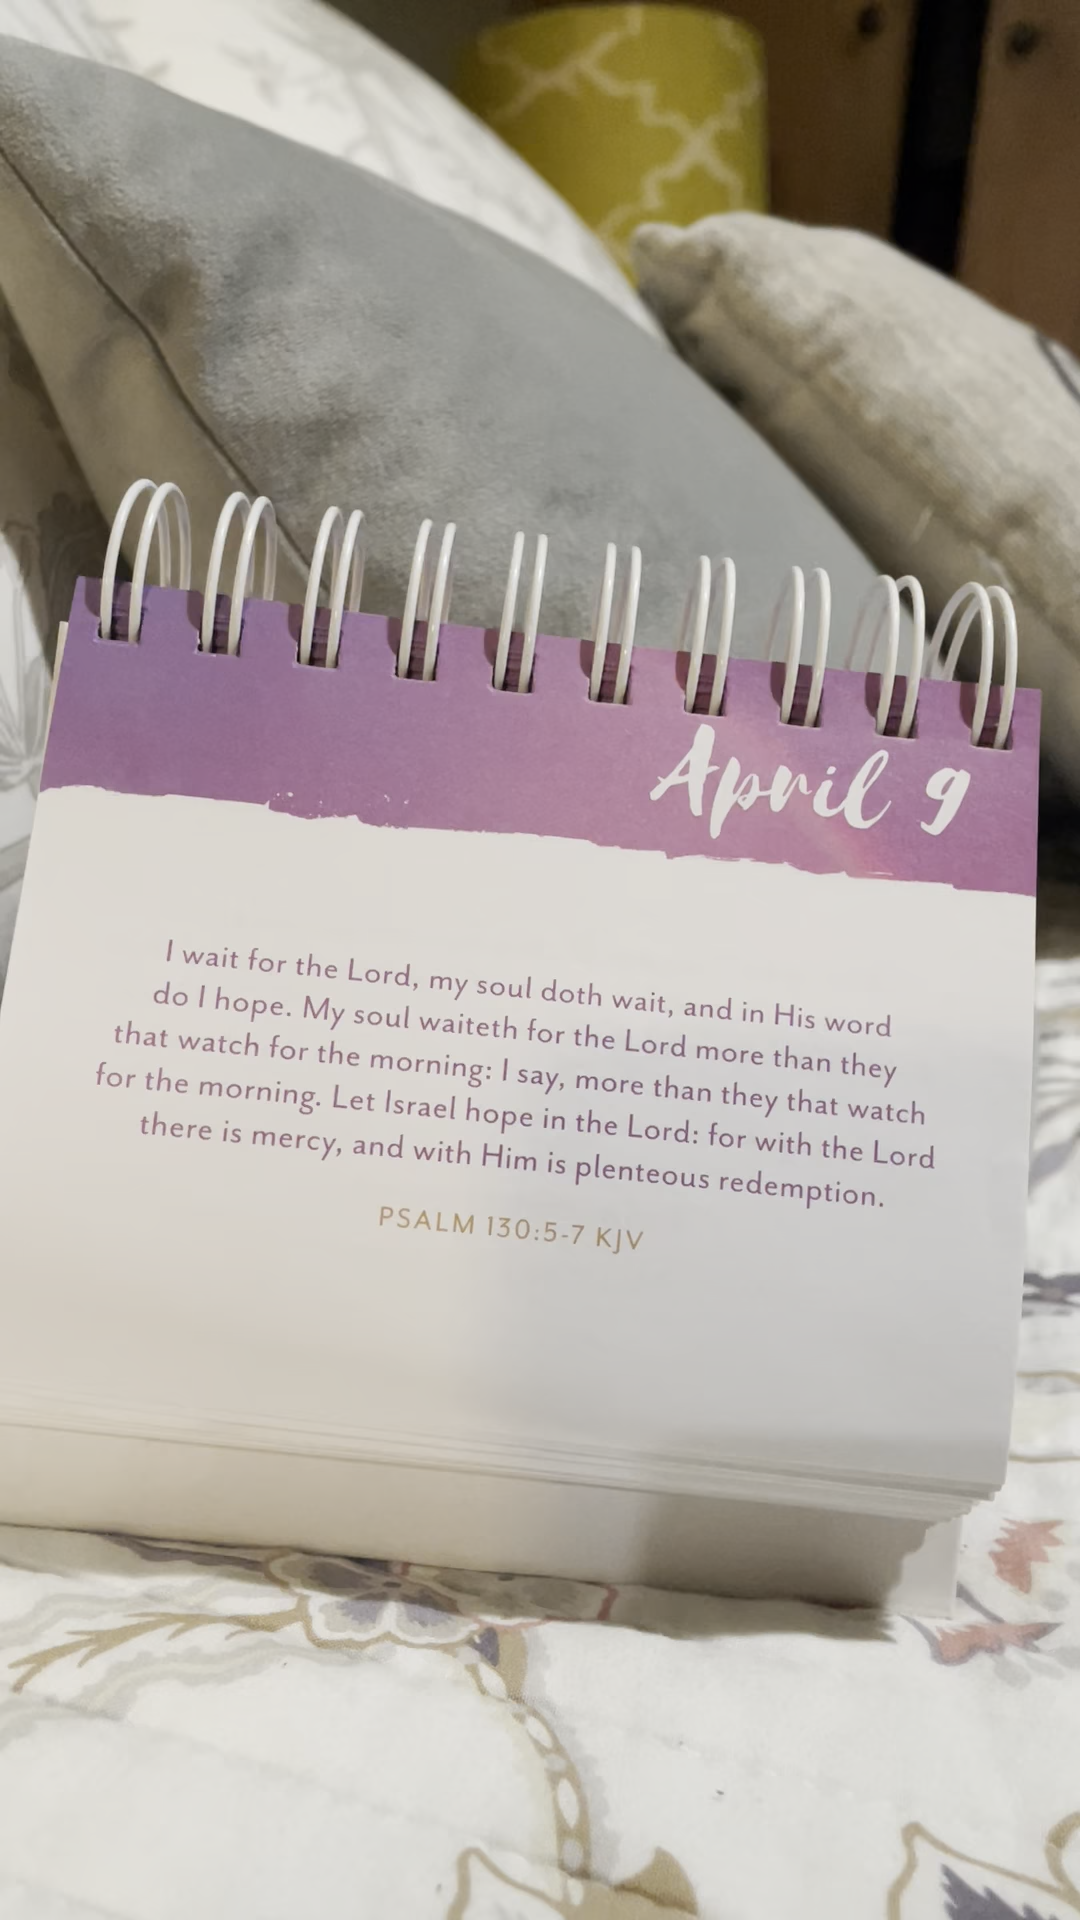 April 9
I wait for the Lord, my soul doth wait, and in His word
do I hope. My soul waiteth for the Lord more than they
that watch for the morning: I say, more than they that watch
for the morning. Let Israel hope in the Lord: for with the Lord
there is mercy, and with Him is plenteous redemption.
PSALM 130:5-7 KJV